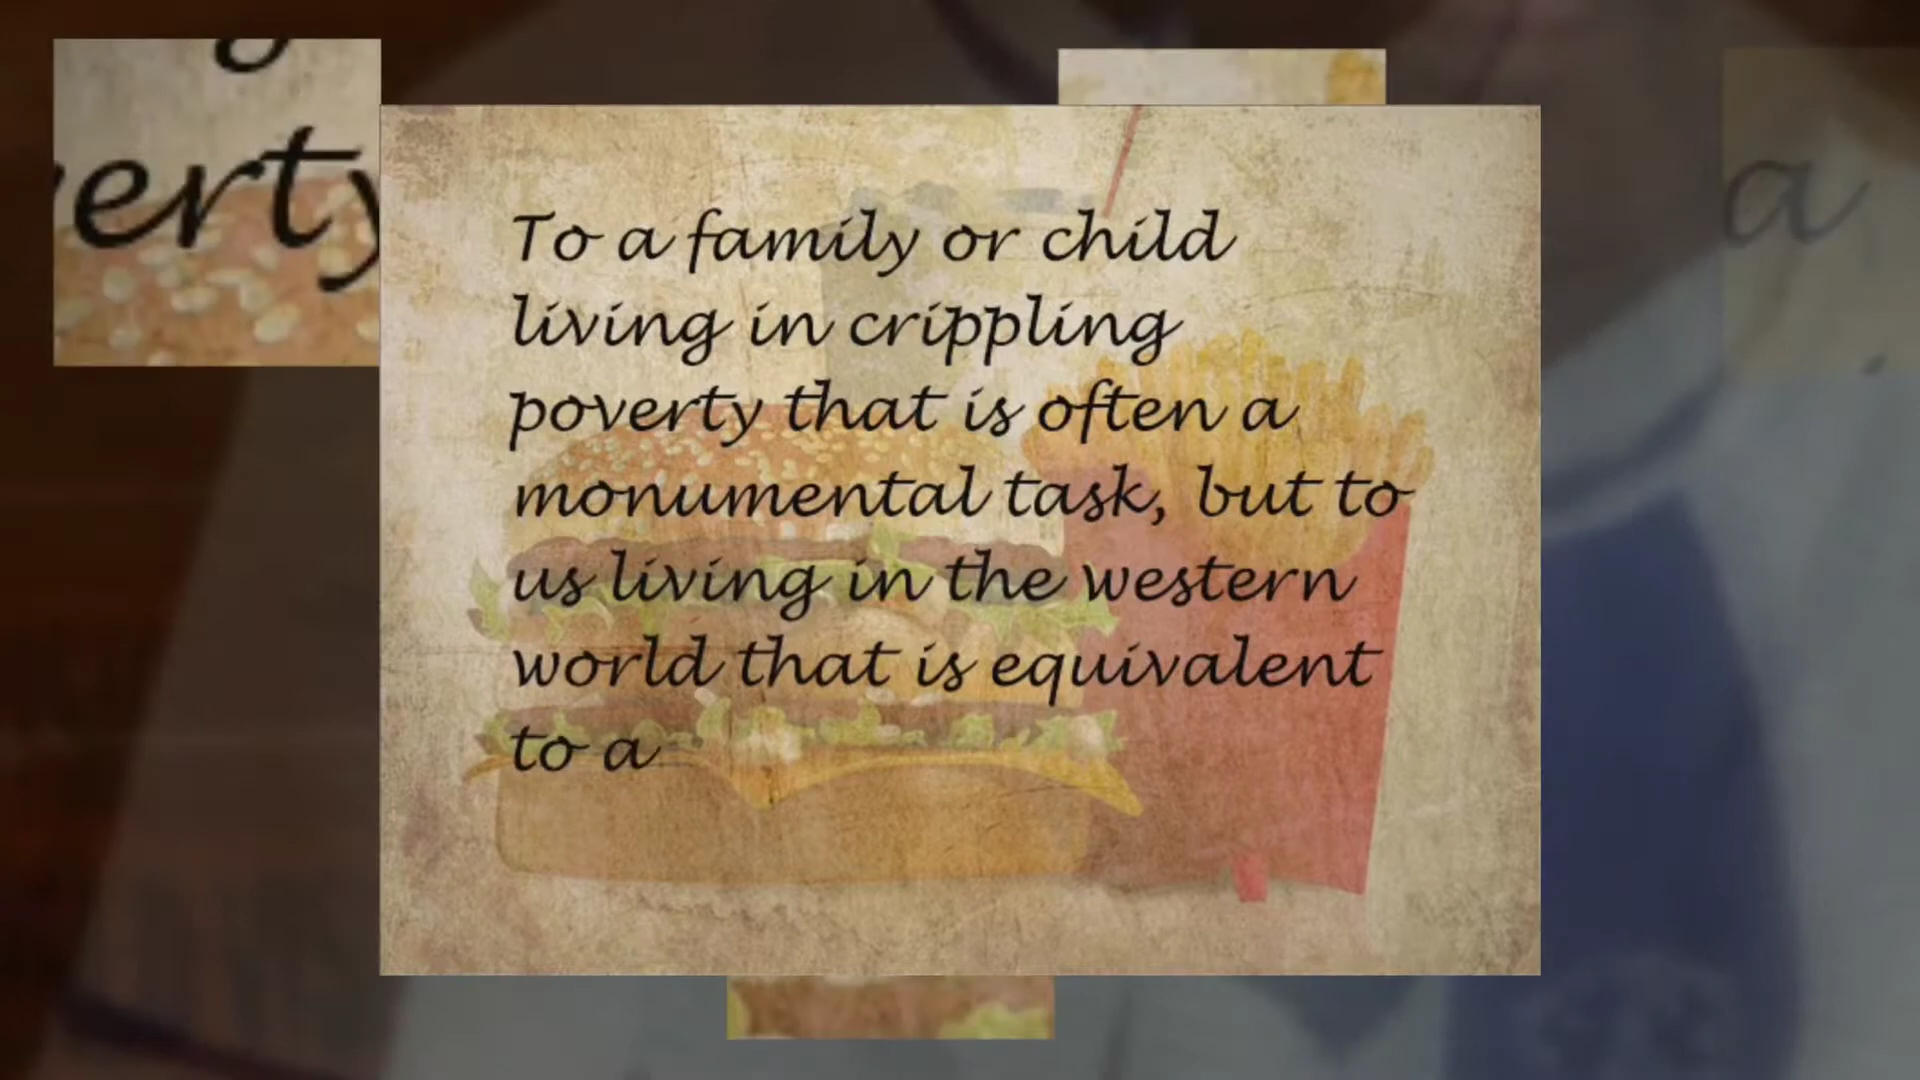 erty
a
To a family or child
living in crippling
poverty that is often a
monumental task, but to
us living in the western
world that is equivalent
to a